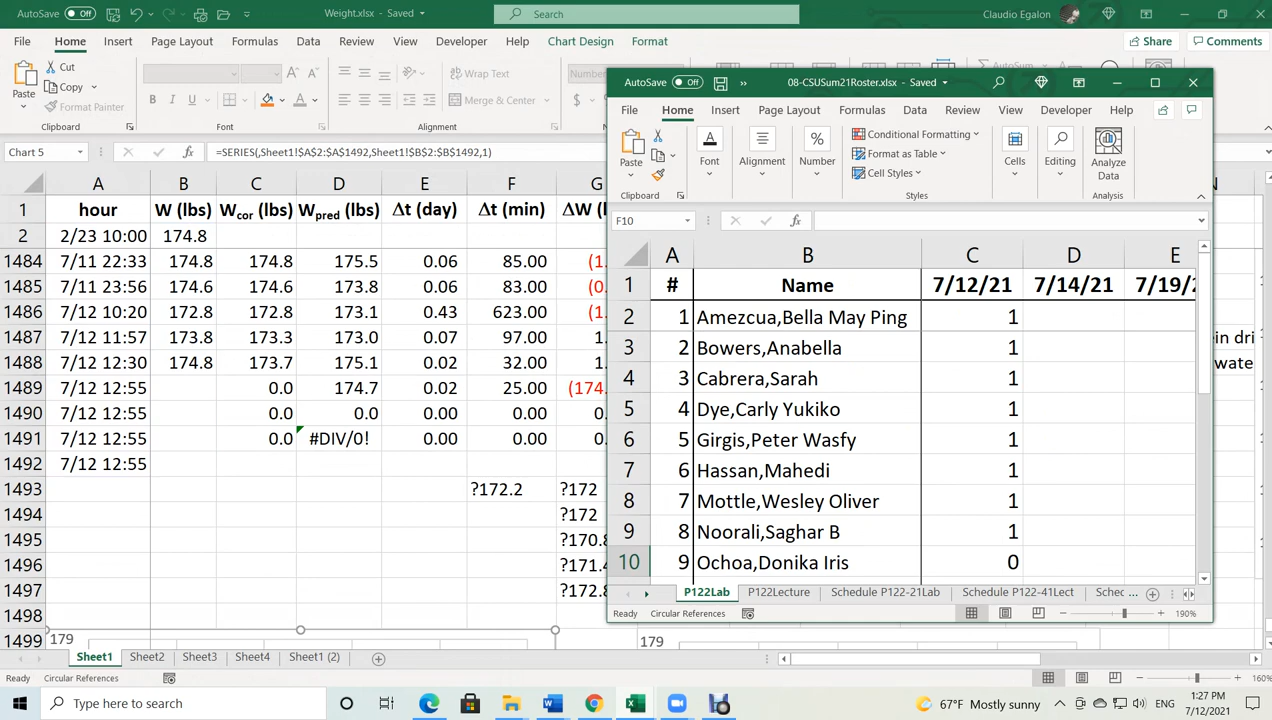 AutoSave Off Weight.xlsx - Saved Search Claudio Egalon
File Home Insert Page Layout Formulas Data Review View Developer Help Chart Design Format Share Comments
Paste Cut Copy Format Painter Wrap Text Merge & Center Number
Clipboard Font Alignment
Chart 5 =SERIES(,Sheet1!$A$2:$A$1492,Sheet1!$B$2:$B$1492,1)
A B C D E F G N
1 hour W (lbs) Wcor (lbs) Wpred (lbs) Δt (day) Δt (min) ΔW (l
2 2/23 10:00 174.8
1484 7/11 22:33 174.8 174.8 175.5 0.06 85.00 (1.
1485 7/11 23:56 174.6 174.6 173.8 0.06 83.00 (0.
1486 7/12 10:20 172.8 172.8 173.1 0.43 623.00 (1.
1487 7/12 11:57 173.8 173.3 173.0 0.07 97.00 1. ein dri
1488 7/12 12:30 174.8 173.7 175.1 0.02 32.00 1. wate
1489 7/12 12:55 0.0 174.7 0.02 25.00 (174.
1490 7/12 12:55 0.0 0.0 0.00 0.00 0.
1491 7/12 12:55 0.0 #DIV/0! 0.00 0.00 0.
1492 7/12 12:55
1493 ?172.2 ?172
1494 ?172
1495 ?170.8
1496 ?171.4
1497 ?172.8
1498
1499 179 179
Sheet1 Sheet2 Sheet3 Sheet4 Sheet1 (2)
Ready Circular References 160%
AutoSave Off 08-CSUSum21Roster.xlsx - Saved
File Home Insert Page Layout Formulas Data Review View Developer Help
Paste Font Alignment Number Conditional Formatting Format as Table Cell Styles Cells Editing Analyze Data
Clipboard Styles Analysis
F10
A B C D E
1 # Name 7/12/21 7/14/21 7/19/2
2 1 Amezcua,Bella May Ping 1
3 2 Bowers,Anabella 1
4 3 Cabrera,Sarah 1
5 4 Dye,Carly Yukiko 1
6 5 Girgis,Peter Wasfy 1
7 6 Hassan,Mahedi 1
8 7 Mottle,Wesley Oliver 1
9 8 Noorali,Saghar B 1
10 9 Ochoa,Donika Iris 0
P122Lab P122Lecture Schedule P122-21Lab Schedule P122-41Lect Sched ...
Ready Circular References 190%
Type here to search 67°F Mostly sunny ENG 1:27 PM
7/12/2021